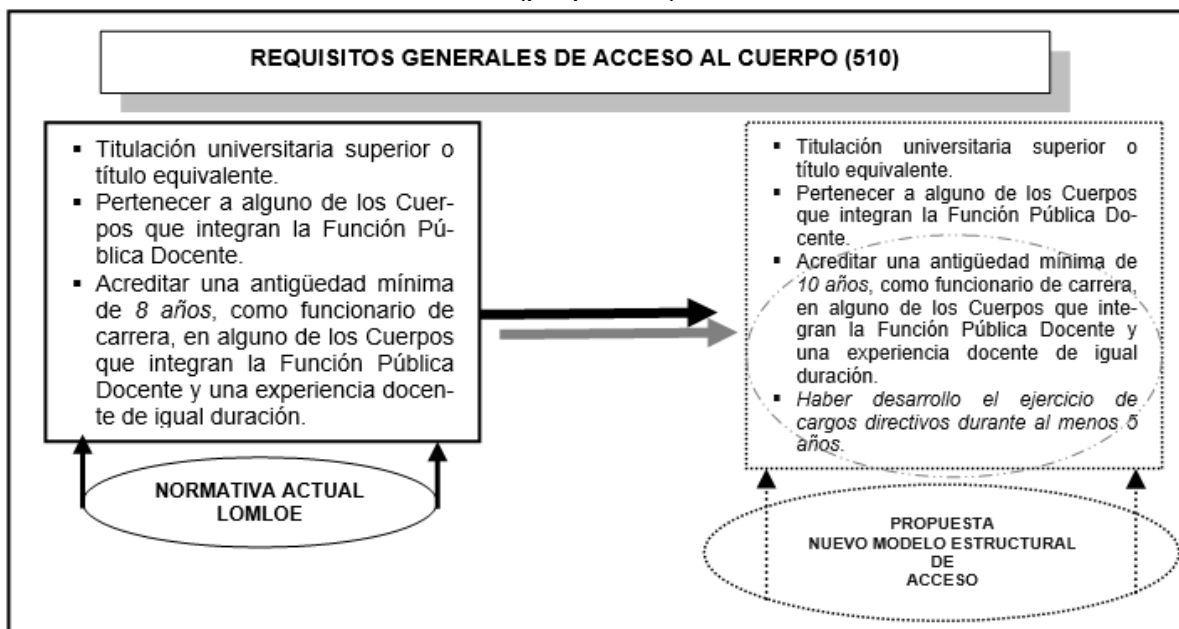 REQUISITOS GENERALES DE ACCESO AL CUERPO (510)
▪ Titulación universitaria superior o
título equivalente.
▪ Pertenecer a alguno de los Cuer-
pos que integran la Función Pú-
blica Docente.
▪ Acreditar una antigüedad mínima
de 8 años, como funcionario de
carrera, en alguno de los Cuerpos
que integran la Función Pública
Docente y una experiencia docen-
te de igual duración.
NORMATIVA ACTUAL
LOMLOE
▪ Titulación universitaria superior o
título equivalente.
▪ Pertenecer a alguno de los Cuerpos
que integran la Función Pública Do-
cente.
▪ Acreditar una antigüedad mínima de
10 años, como funcionario de carrera,
en alguno de los Cuerpos que inte-
gran la Función Pública Docente y
una experiencia docente de igual
duración.
▪ Haber desarrollo el ejercicio de
cargos directivos durante al menos 5
años.
PROPUESTA
NUEVO MODELO ESTRUCTURAL
DE
ACCESO